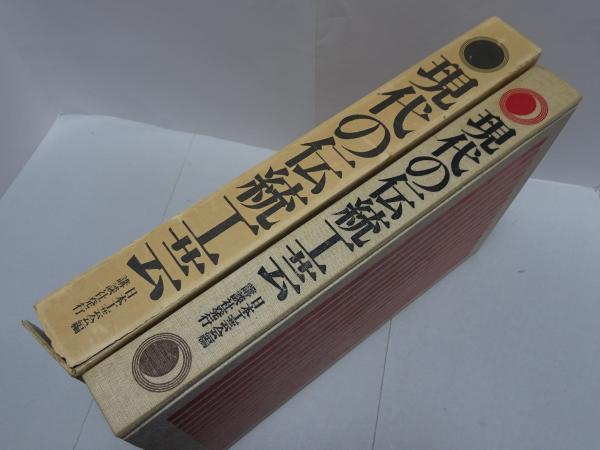 現代の伝統工芸
日本工芸会編
講談社発行
現代の伝統工芸
日本工芸会編
講談社発行